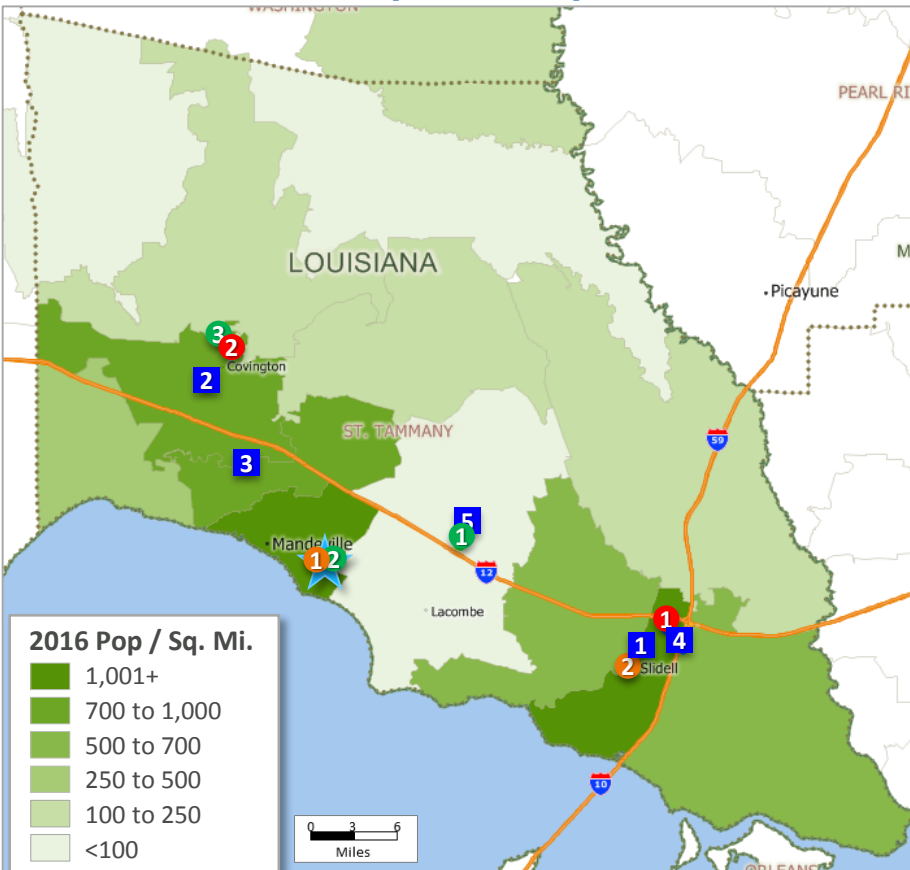 WASHINGTON
PEARL RI
LOUISIANA
M
Picayune
3
2
Covington
2
ST. TAMMANY
59
3
5
1
Mandeville
1
2
12
Lacombe
1
1
4
2
Slidell
2016 Pop / Sq. Mi.
1,001+
700 to 1,000
500 to 700
250 to 500
100 to 250
<100
10
0 3 6
Miles
ORLEANS